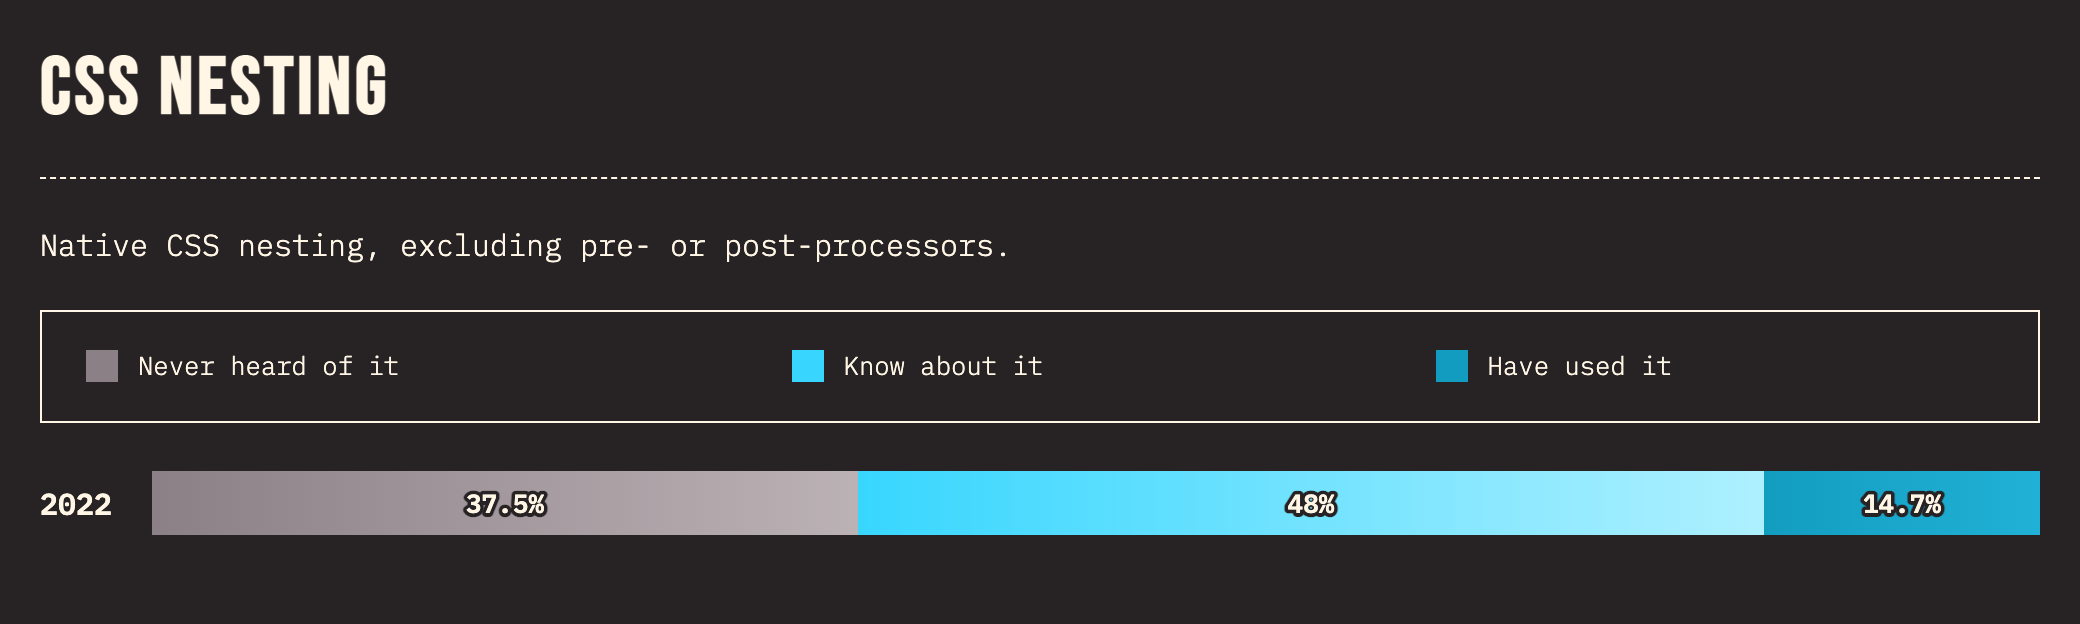 CSS NESTING
Native CSS nesting, excluding pre- or post-processors.
Never heard of it Know about it Have used it
2022 37.5% 48% 14.7%